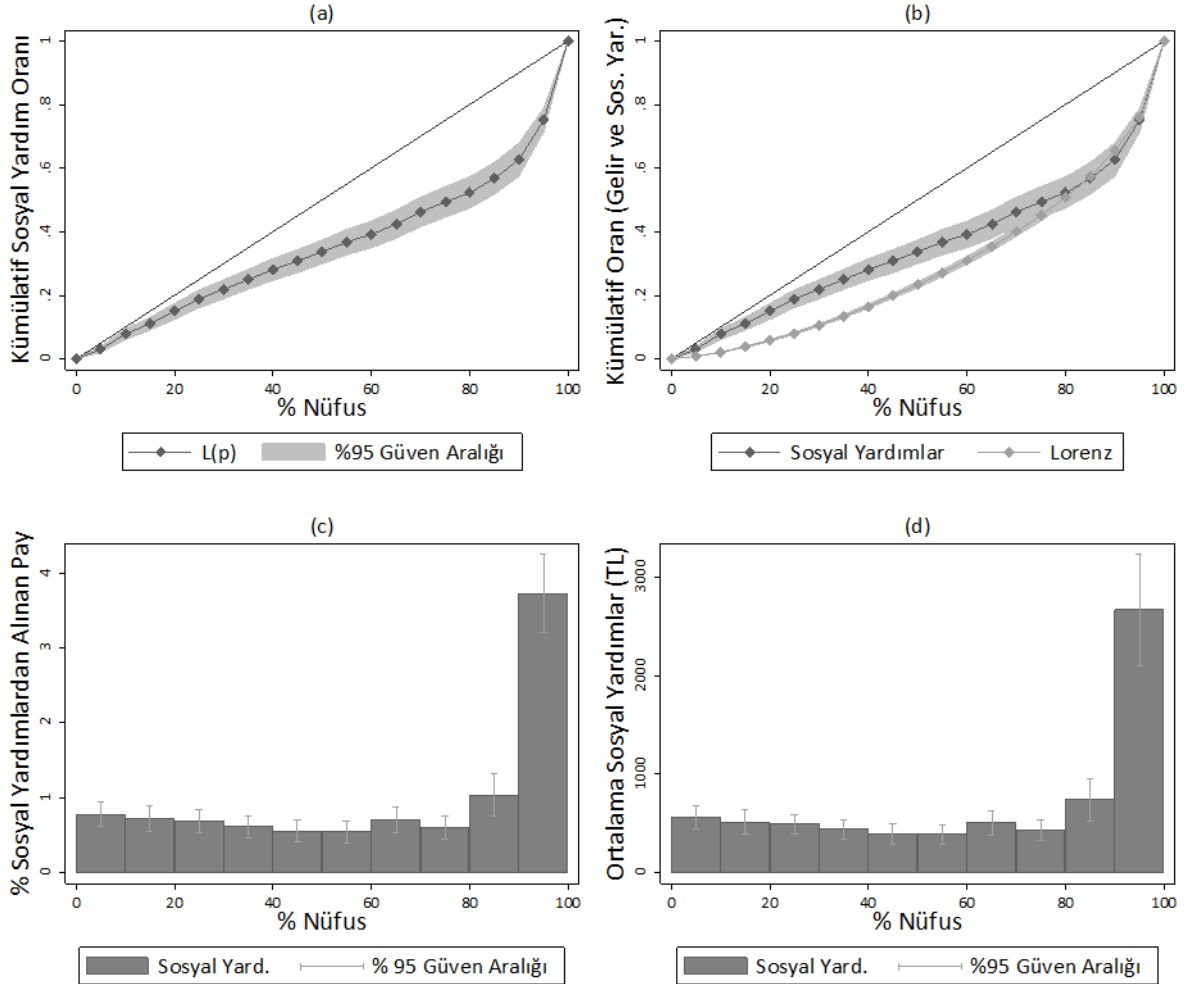 (a)
Kümülatif Sosyal Yardım Oranı
1
.8
.6
.4
.2
0
0 20 40 60 80 100
% Nüfus
L(p) %95 Güven Aralığı
(b)
Kümülatif Oran (Gelir ve Sos. Yar.)
1
.8
.6
.4
.2
0
0 20 40 60 80 100
% Nüfus
Sosyal Yardımlar Lorenz
(c)
% Sosyal Yardımlardan Alınan Pay
4
3
2
1
0
0 20 40 60 80 100
% Nüfus
Sosyal Yard. % 95 Güven Aralığı
(d)
Ortalama Sosyal Yardımlar (TL)
3000
2000
1000
0
0 20 40 60 80 100
% Nüfus
Sosyal Yard. %95 Güven Aralığı